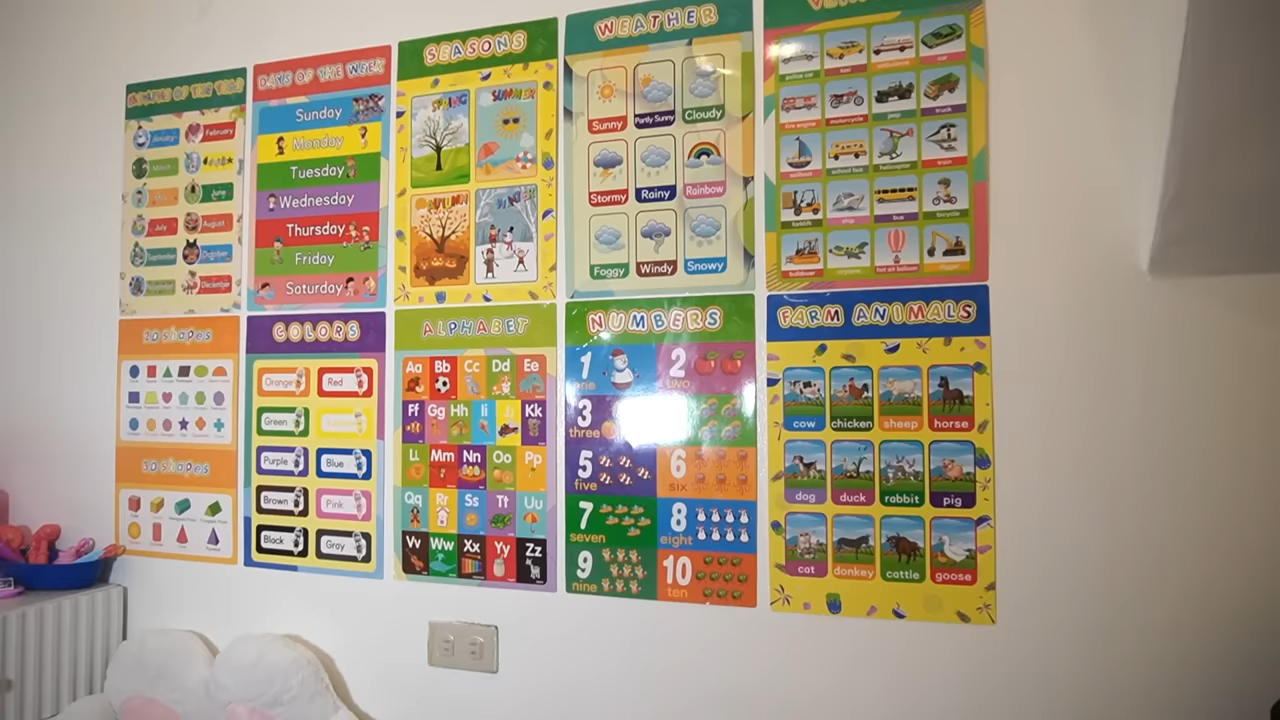 MONTHS OF THE YEAR
January February
March
May June
July August
September October
December
DAYS OF THE WEEK
Sunday
Monday
Tuesday
Wednesday
Thursday
Friday
Saturday
SEASONS
SPRING SUMMER
AUTUMN WINTER
WEATHER
Sunny Partly Sunny Cloudy
Stormy Rainy Rainbow
Foggy Windy Snowy
police car taxi ambulance car
fire engine motorcycle jeep truck
sailboat school bus helicopter train
forklift ship bus bicycle
bulldozer airplane hot air balloon digger
2D shapes
3D shapes
COLORS
Orange Red
Green
Purple Blue
Brown Pink
Black Gray
ALPHABET
Aa Bb Cc Dd Ee
Ff Gg Hh Ii Jj Kk
Ll Mm Nn Oo Pp
Qq Rr Ss Tt Uu
Vv Ww Xx Yy Zz
NUMBERS
1 2
one two
3
three
5 6
five six
7 8
seven eight
9 10
nine ten
FARM ANIMALS
cow chicken sheep horse
dog duck rabbit pig
cat donkey cattle goose